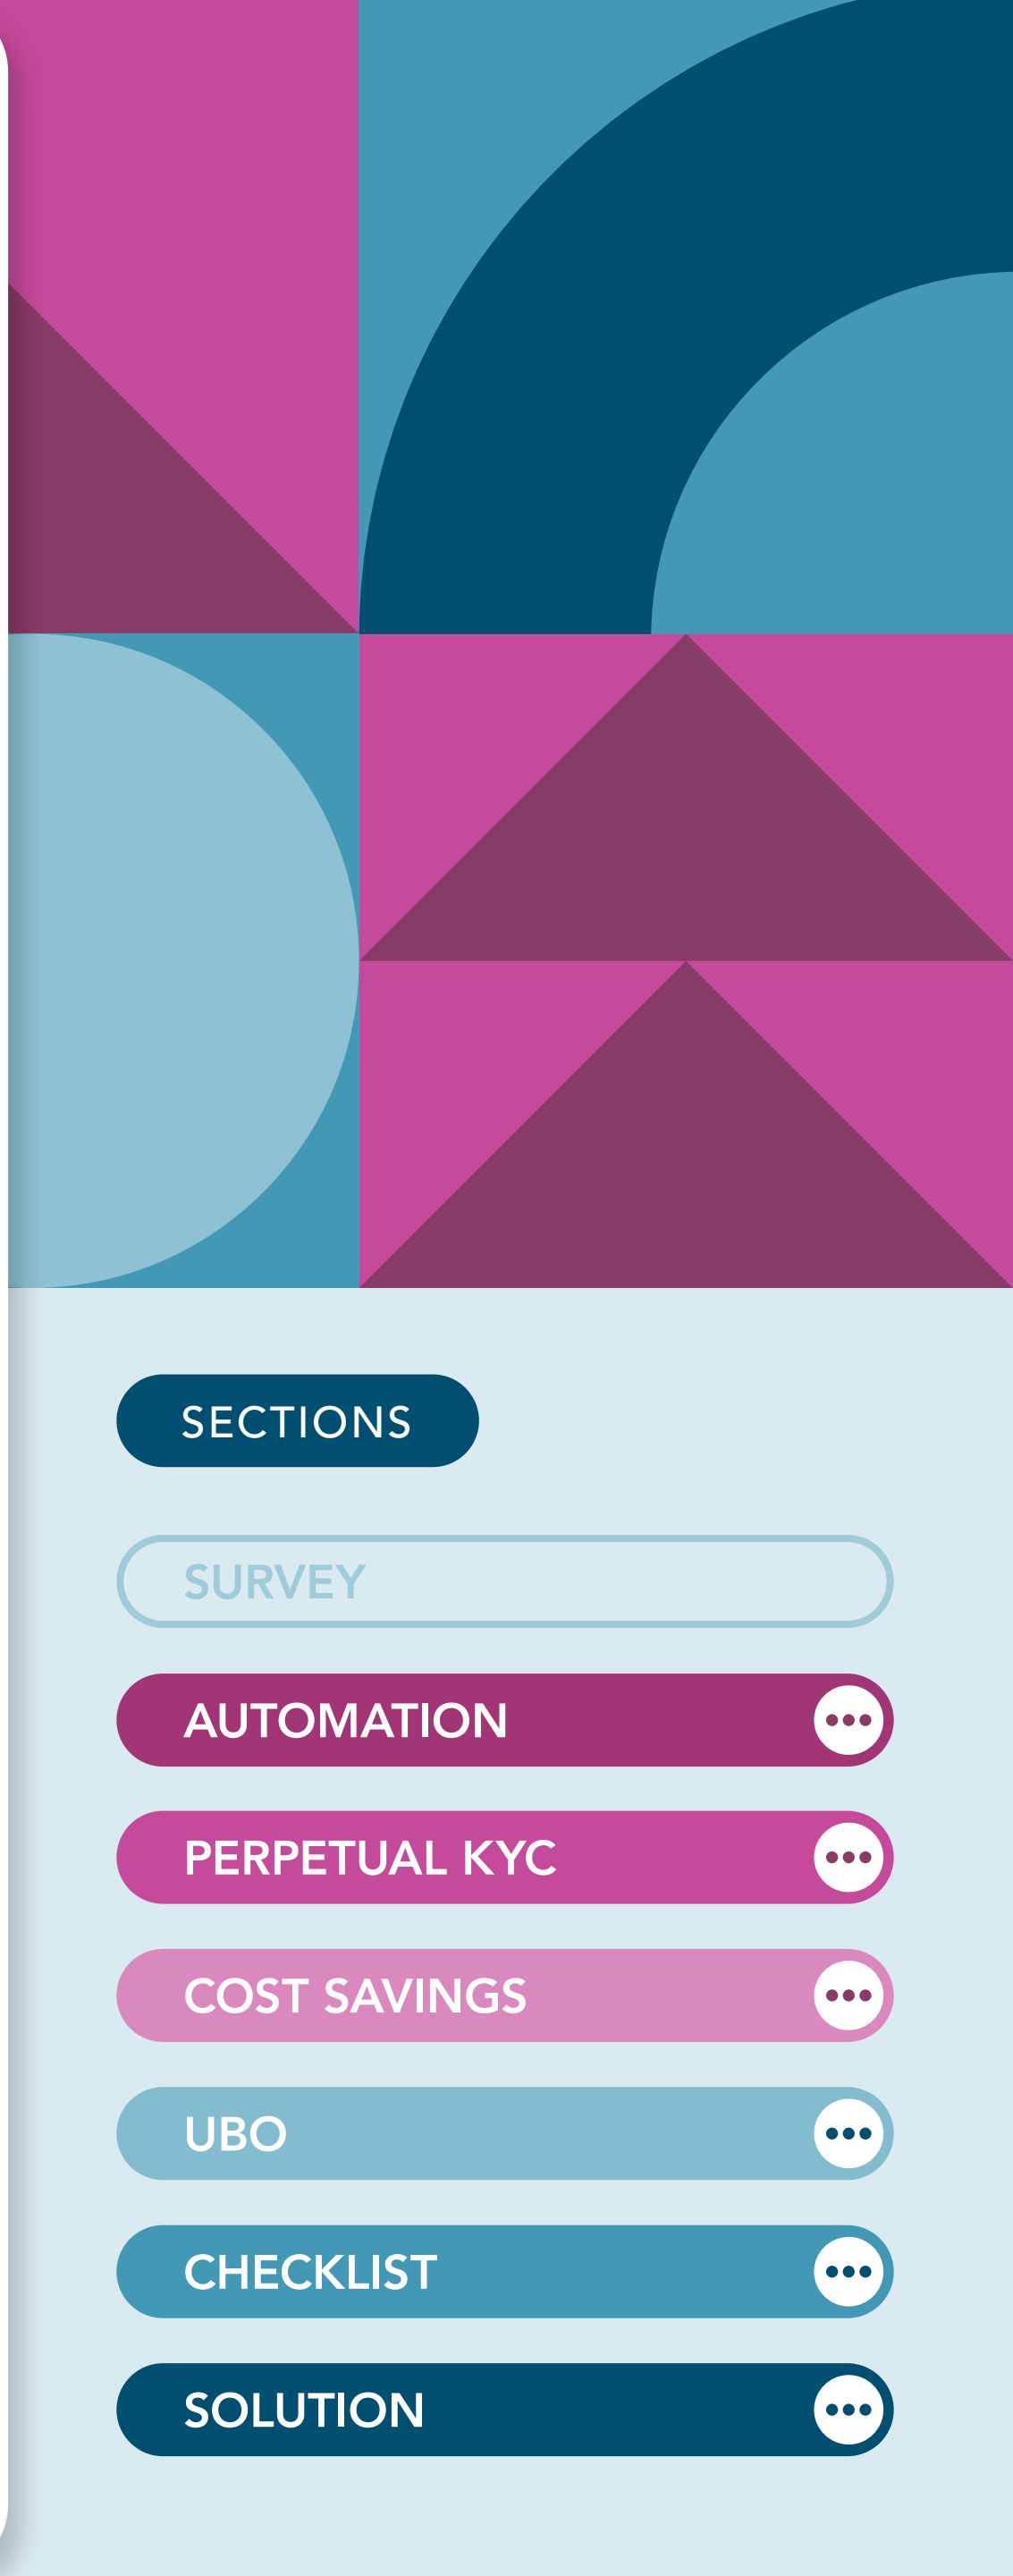 SECTIONS
SURVEY
AUTOMATION
PERPETUAL KYC
COST SAVINGS
UBO
CHECKLIST
SOLUTION